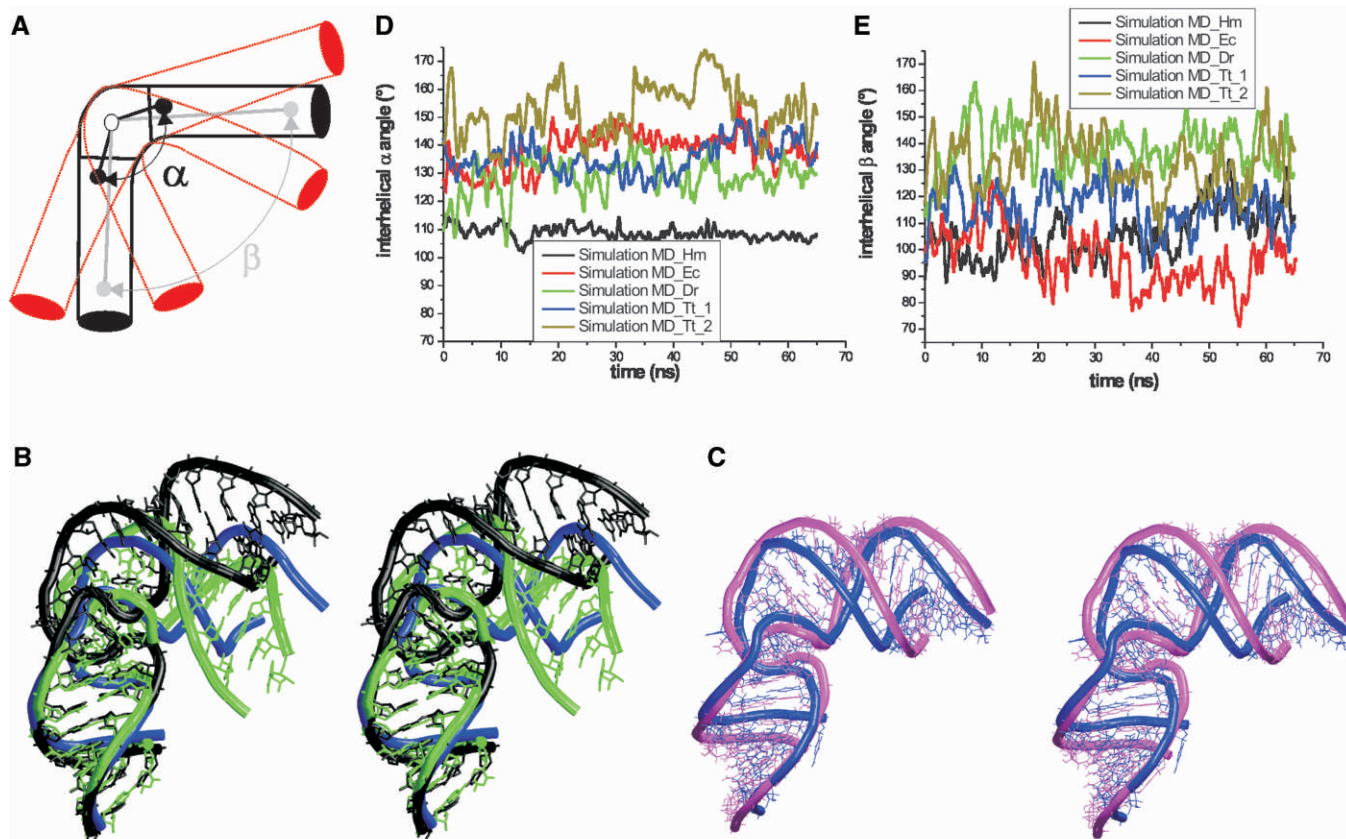 A
α
β
D
interhelical α angle (°)
170
160
150
140
130
120
110
100
90
80
70
0
10
20
30
40
50
60
70
time (ns)
Simulation MD_Hm
Simulation MD_Ec
Simulation MD_Dr
Simulation MD_Tt_1
Simulation MD_Tt_2
E
Simulation MD_Hm
Simulation MD_Ec
Simulation MD_Dr
Simulation MD_Tt_1
Simulation MD_Tt_2
interhelical β angle (°)
170
160
150
140
130
120
110
100
90
80
70
0
10
20
30
40
50
60
70
time (ns)
B
C